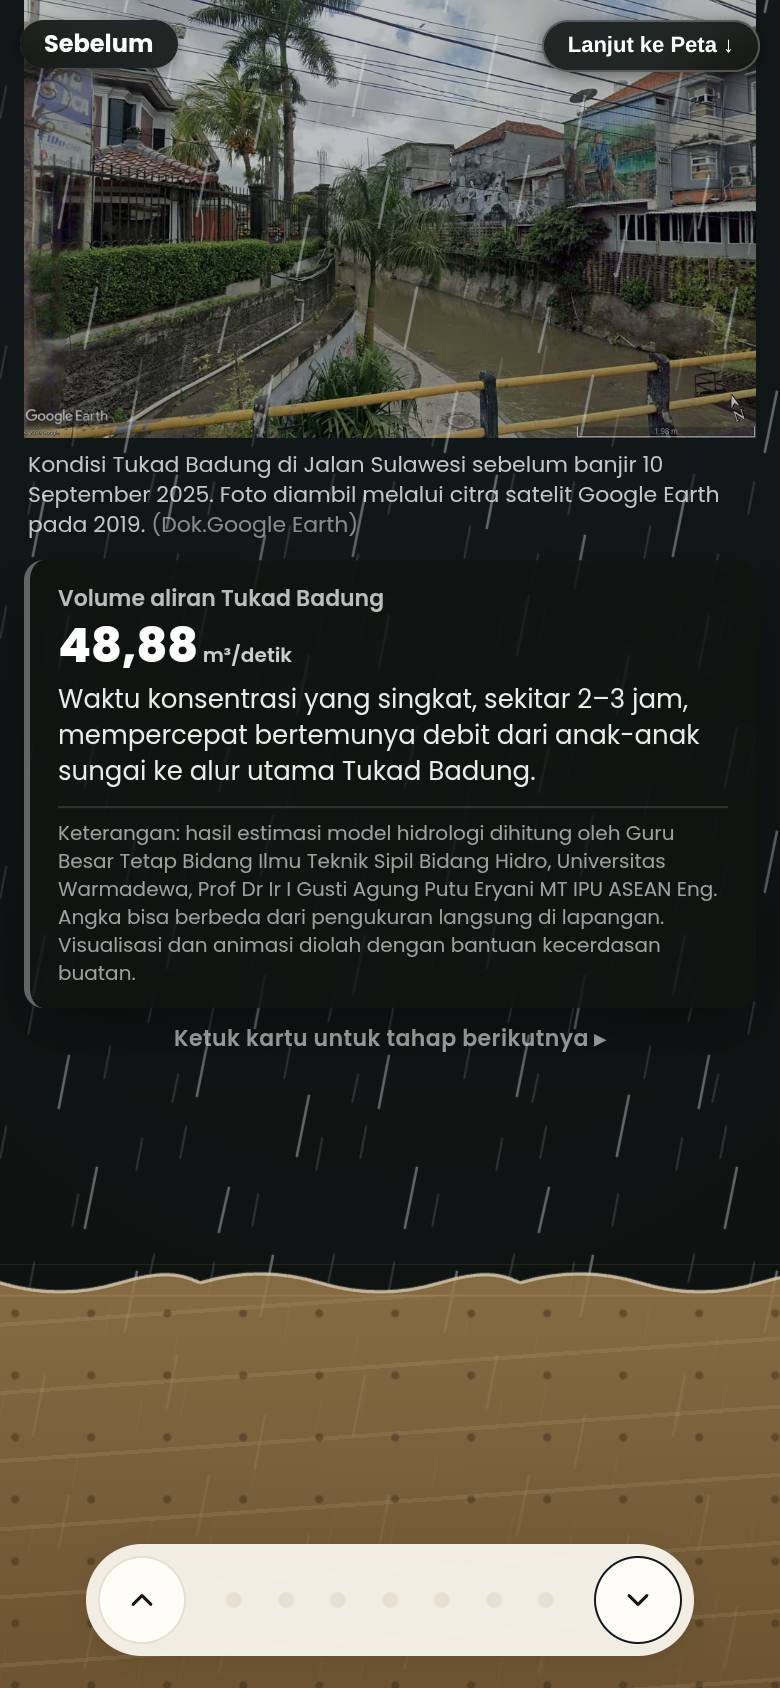 Sebelum
Lanjut ke Peta ↓
Google Earth
1.98 m
N
Kondisi Tukad Badung di Jalan Sulawesi sebelum banjir 10
September 2025. Foto diambil melalui citra satelit Google Earth
pada 2019. (Dok.Google Earth)
Volume aliran Tukad Badung
48,88 m³/detik
Waktu konsentrasi yang singkat, sekitar 2–3 jam,
mempercepat bertemunya debit dari anak-anak
sungai ke alur utama Tukad Badung.
Keterangan: hasil estimasi model hidrologi dihitung oleh Guru
Besar Tetap Bidang Ilmu Teknik Sipil Bidang Hidro, Universitas
Warmadewa, Prof Dr Ir I Gusti Agung Putu Eryani MT IPU ASEAN Eng.
Angka bisa berbeda dari pengukuran langsung di lapangan.
Visualisasi dan animasi diolah dengan bantuan kecerdasan
buatan.
Ketuk kartu untuk tahap berikutnya ▸